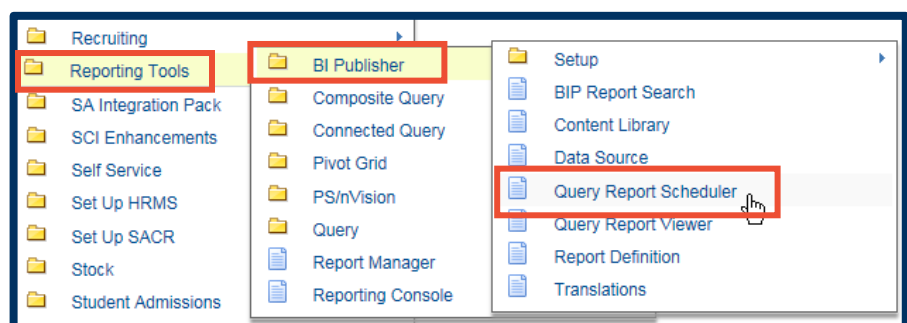 Recruiting
Reporting Tools
SA Integration Pack
SCI Enhancements
Self Service
Set Up HRMS
Set Up SACR
Stock
Student Admissions
BI Publisher
Composite Query
Connected Query
Pivot Grid
PS/nVision
Query
Report Manager
Reporting Console
Setup
BIP Report Search
Content Library
Data Source
Query Report Scheduler
Query Report Viewer
Report Definition
Translations